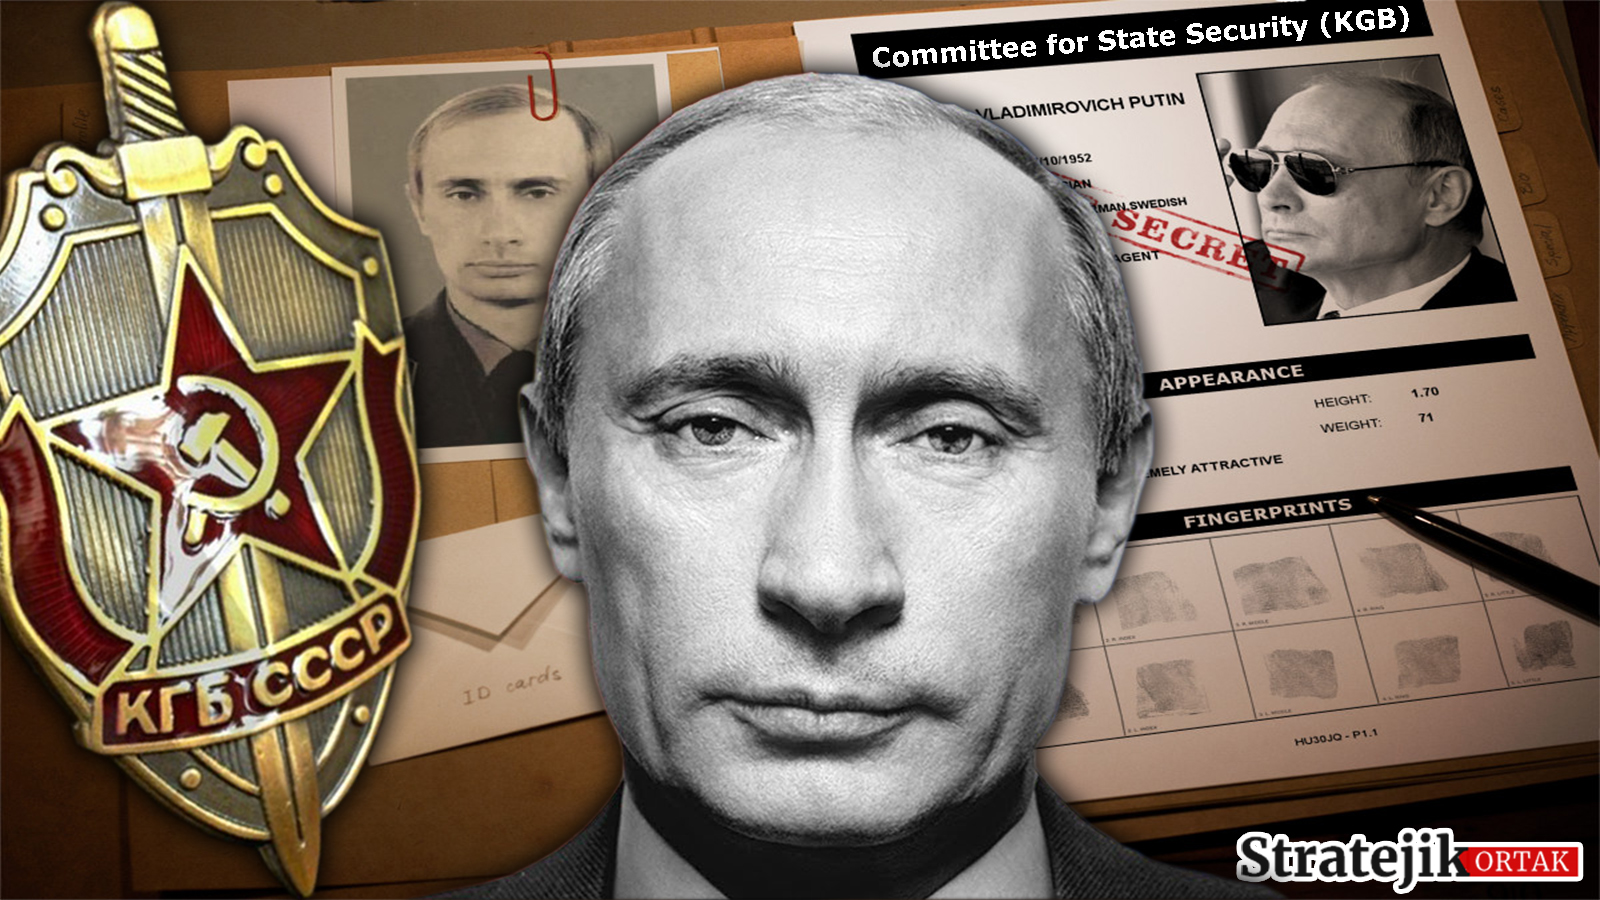 Committee for State Security (KGB)
VLADIMIROVICH PUTIN
/10/1952
IAN
MAN,SWEDISH
AGENT
SECRET
APPEARANCE
HEIGHT: 1.70
WEIGHT: 71
MELY ATTRACTIVE
FINGERPRINTS
HU30JQ - P1.1
КГБ СССР
ID cards
Stratejik ORTAK